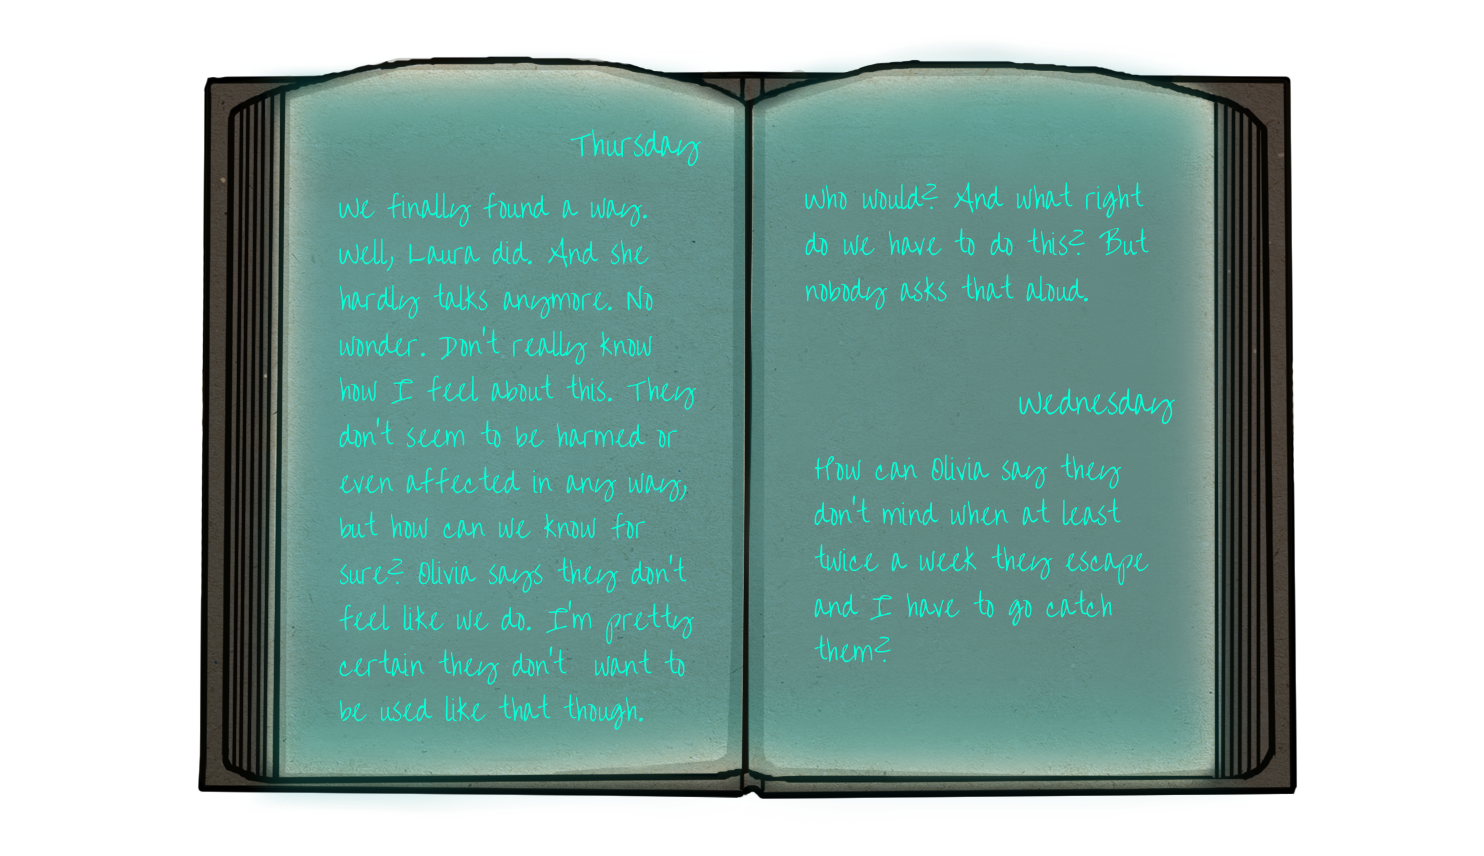 Thursday
We finally found a way.
Well, Laura did. And she
hardly talks anymore. No
wonder. Don't really know
how I feel about this. They
don't seem to be harmed or
even affected in any way,
but how can we know for
sure? Olivia says they don't
feel like we do. I'm pretty
certain they don't want to
be used like that though.
Who would? And what right
do we have to do this? But
nobody asks that aloud.
Wednesday
How can Olivia say they
don't mind when at least
twice a week they escape
and I have to go catch
them?